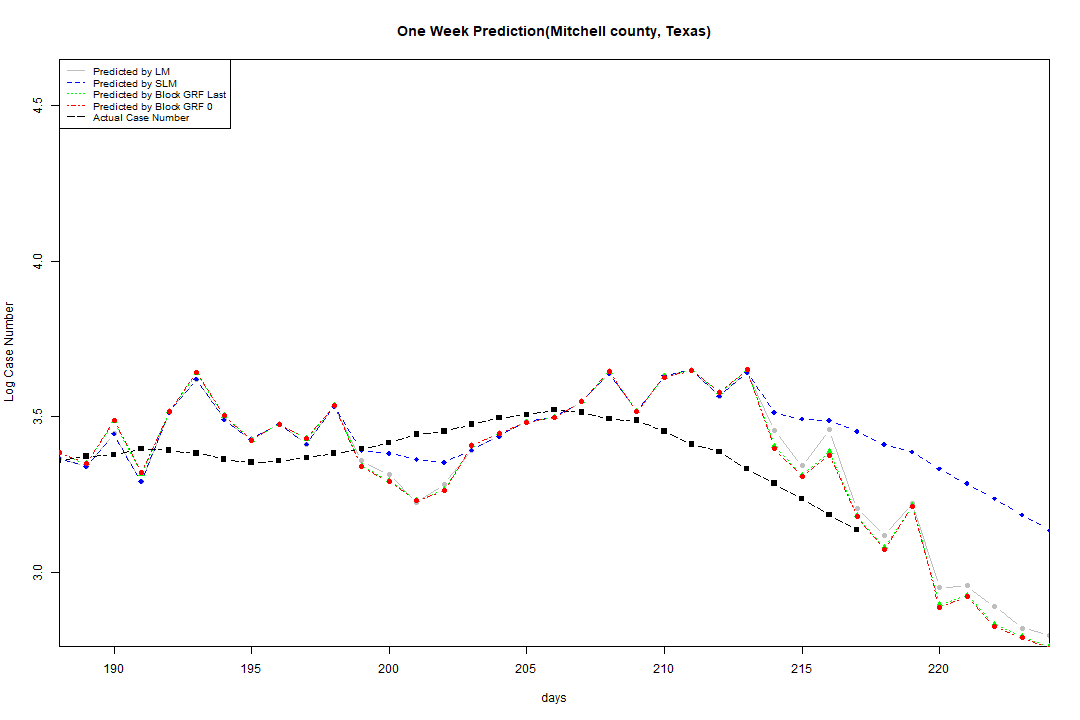 One Week Prediction(Mitchell county, Texas)
Predicted by LM
Predicted by SLM
Predicted by Block GRF Last
Predicted by Block GRF 0
Actual Case Number
4.5
4.0
3.5
3.0
Log Case Number
190 195 200 205 210 215 220
days